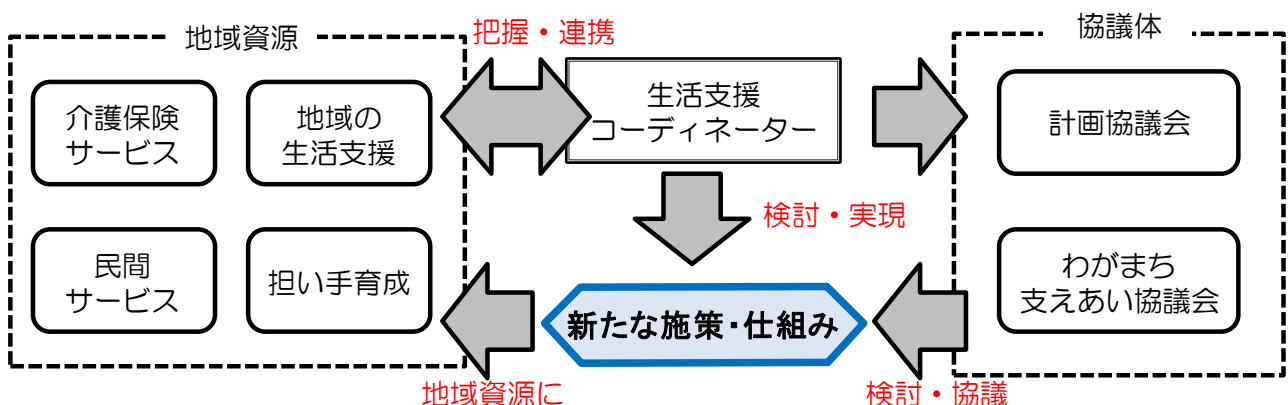 地域資源
把握・連携
協議体
介護保険
サービス
地域の
生活支援
生活支援
コーディネーター
計画協議会
検討・実現
民間
サービス
担い手育成
新たな施策・仕組み
わがまち
支えあい協議会
地域資源に
検討・協議